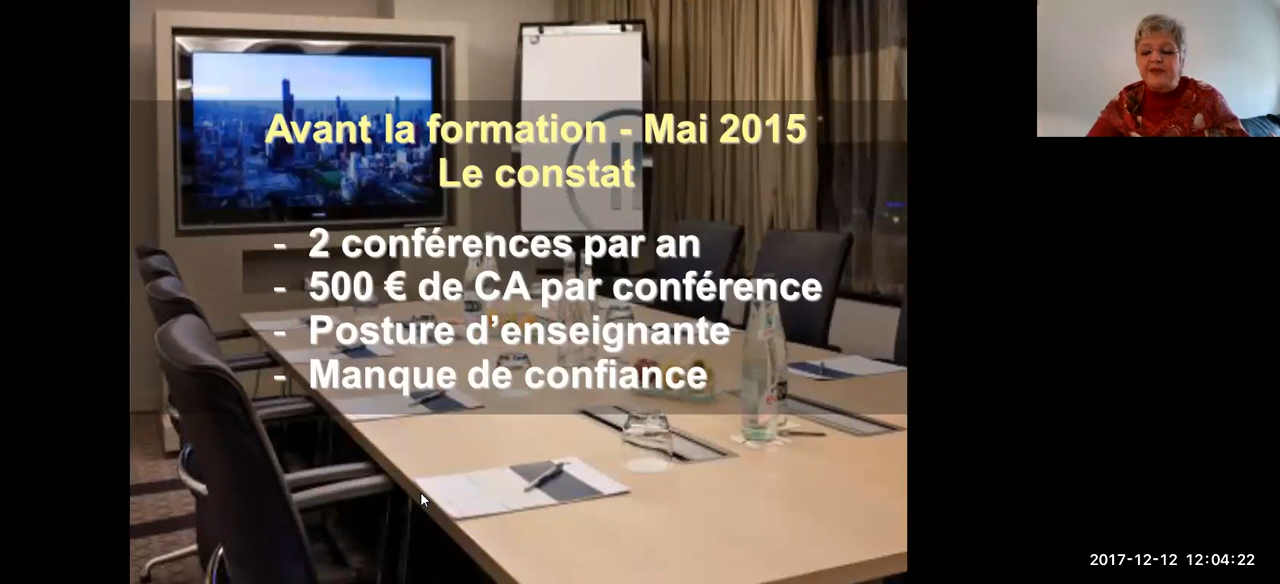 Avant la formation - Mai 2015
Le constat
- 2 conférences par an
- 500 € de CA par conférence
- Posture d’enseignante
- Manque de confiance
2017-12-12 12:04:22